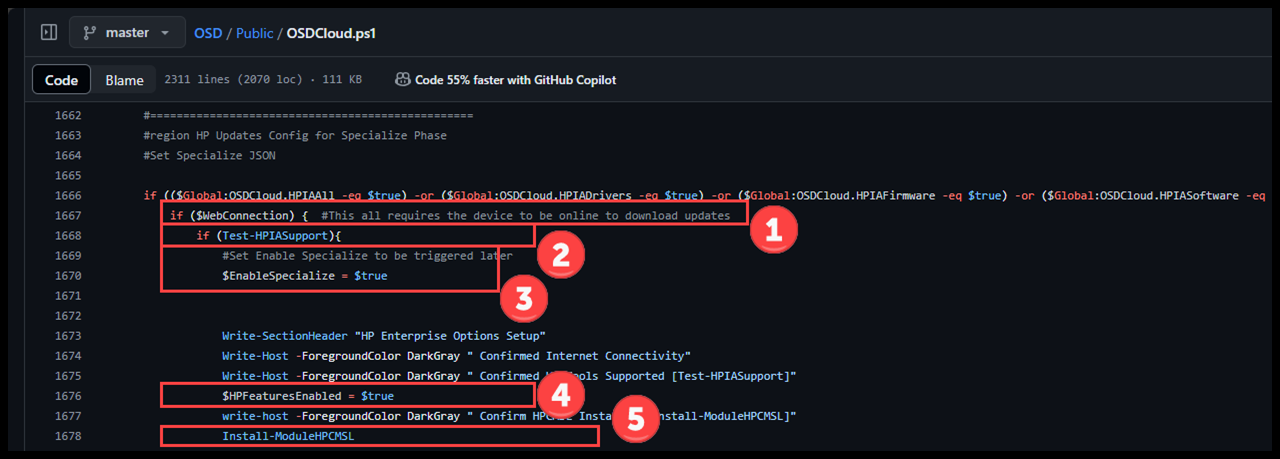 master
OSD / Public / OSDCloud.ps1
Code Blame 2311 lines (2070 loc) · 111 KB Code 55% faster with GitHub Copilot
1662 #=================================================
1663 #region HP Updates Config for Specialize Phase
1664 #Set Specialize JSON
1665
1666 if (($Global:OSDCloud.HPIAAll -eq $true) -or ($Global:OSDCloud.HPIADrivers -eq $true) -or ($Global:OSDCloud.HPIAFirmware -eq $true) -or ($Global:OSDCloud.HPIASoftware -eq
1667 if ($WebConnection) { #This all requires the device to be online to download updates
1
1668 if (Test-HPIASupport){
2
1669 #Set Enable Specialize to be triggered later
1670 $EnableSpecialize = $true
3
1671
1672
1673 Write-SectionHeader "HP Enterprise Options Setup"
1674 Write-Host -ForegroundColor DarkGray " Confirmed Internet Connectivity"
1675 Write-Host -ForegroundColor DarkGray " Confirmed ools Supported [Test-HPIASupport]"
1676 $HPFeaturesEnabled = $true
4
1677 write-host -ForegroundColor DarkGray " Confirm Insta nstall-ModuleHPCMSL]"
5
1678 Install-ModuleHPCMSL